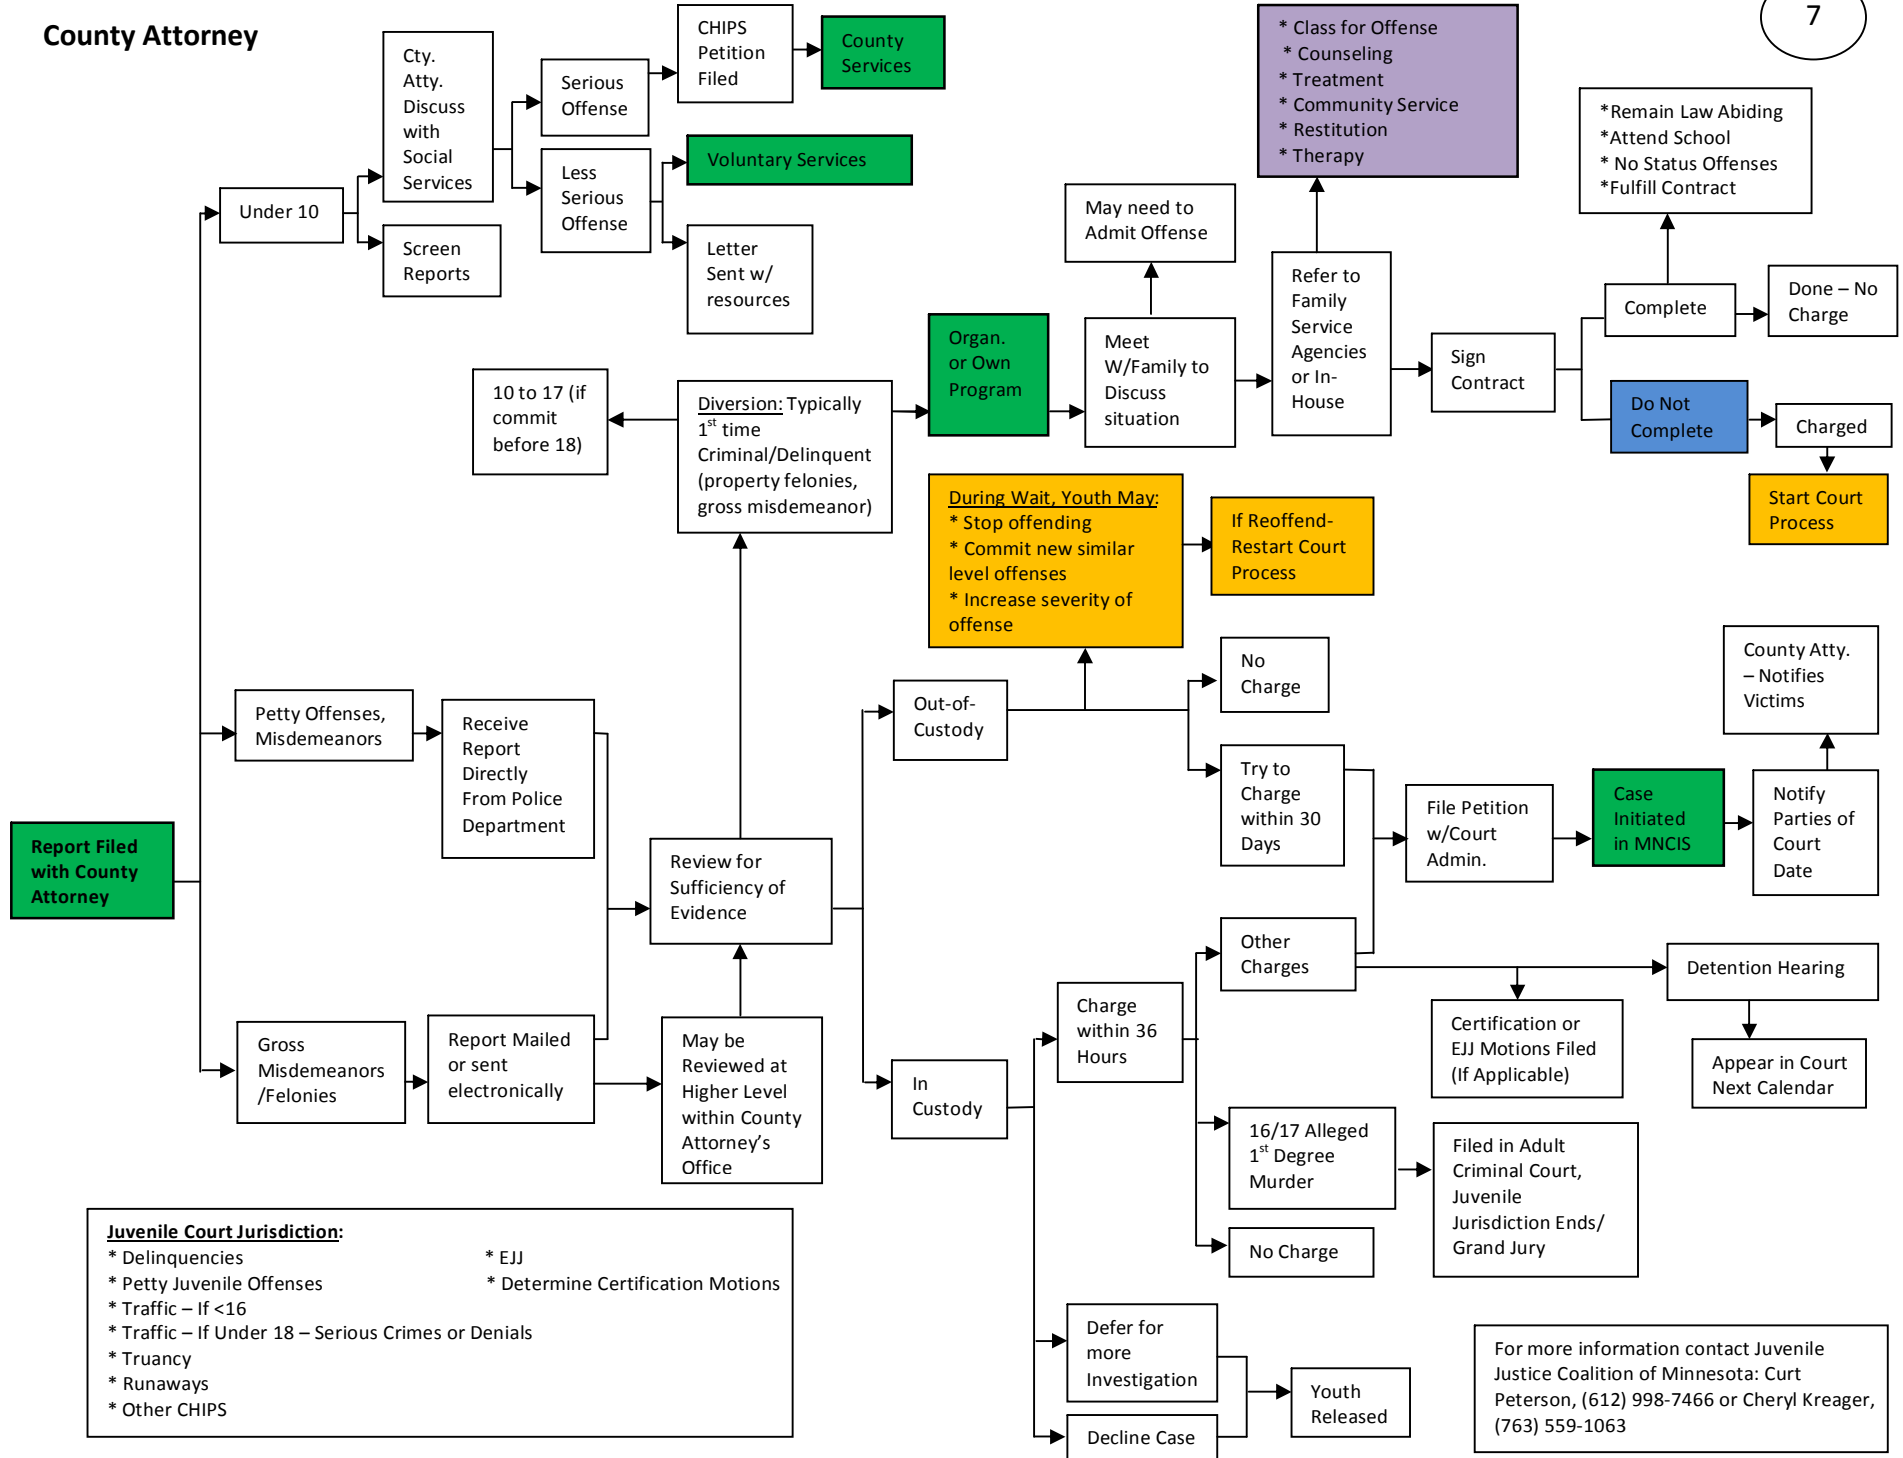 County Attorney
7
Cty.
Atty.
Discuss
with
Social
Services
Serious
Offense
CHIPS
Petition
Filed
County
Services
Less
Serious
Offense
Voluntary Services
Letter
Sent w/
resources
Under 10
Screen
Reports
* Class for Offense
* Counseling
* Treatment
* Community Service
* Restitution
* Therapy
*Remain Law Abiding
*Attend School
* No Status Offenses
*Fulfill Contract
May need to
Admit Offense
10 to 17 (if
commit
before 18)
Diversion: Typically
1st time
Criminal/Delinquent
(property felonies,
gross misdemeanor)
Organ.
or Own
Program
Meet
W/Family to
Discuss
situation
Refer to
Family
Service
Agencies
or In-
House
Sign
Contract
Complete
Done – No
Charge
Do Not
Complete
Charged
Start Court
Process
During Wait, Youth May:
* Stop offending
* Commit new similar
level offenses
* Increase severity of
offense
If Reoffend-
Restart Court
Process
Petty Offenses,
Misdemeanors
Receive
Report
Directly
From Police
Department
Report Filed
with County
Attorney
Review for
Sufficiency of
Evidence
Out-of-
Custody
No
Charge
Try to
Charge
within 30
Days
File Petition
w/Court
Admin.
Case
Initiated
in MNCIS
Notify
Parties of
Court
Date
County Atty.
– Notifies
Victims
Gross
Misdemeanors
/Felonies
Report Mailed
or sent
electronically
May be
Reviewed at
Higher Level
within County
Attorney’s
Office
In
Custody
Charge
within 36
Hours
Other
Charges
Detention Hearing
Certification or
EJJ Motions Filed
(If Applicable)
Appear in Court
Next Calendar
16/17 Alleged
1st Degree
Murder
Filed in Adult
Criminal Court,
Juvenile
Jurisdiction Ends/
Grand Jury
No Charge
Defer for
more
Investigation
Decline Case
Youth
Released
Juvenile Court Jurisdiction:
* Delinquencies
* EJJ
* Petty Juvenile Offenses
* Determine Certification Motions
* Traffic – If <16
* Traffic – If Under 18 – Serious Crimes or Denials
* Truancy
* Runaways
* Other CHIPS
For more information contact Juvenile
Justice Coalition of Minnesota: Curt
Peterson, (612) 998-7466 or Cheryl Kreager,
(763) 559-1063